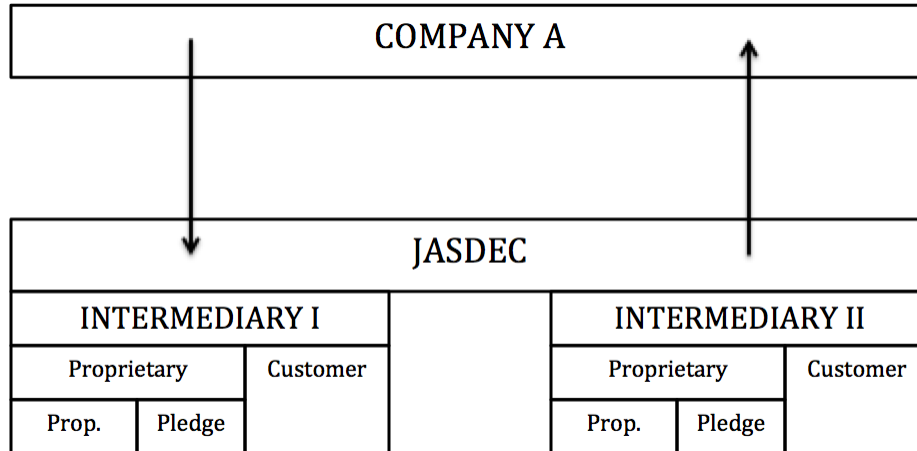 COMPANY A
JASDEC
INTERMEDIARY I
INTERMEDIARY II
Proprietary
Customer
Proprietary
Customer
Prop.
Pledge
Prop.
Pledge